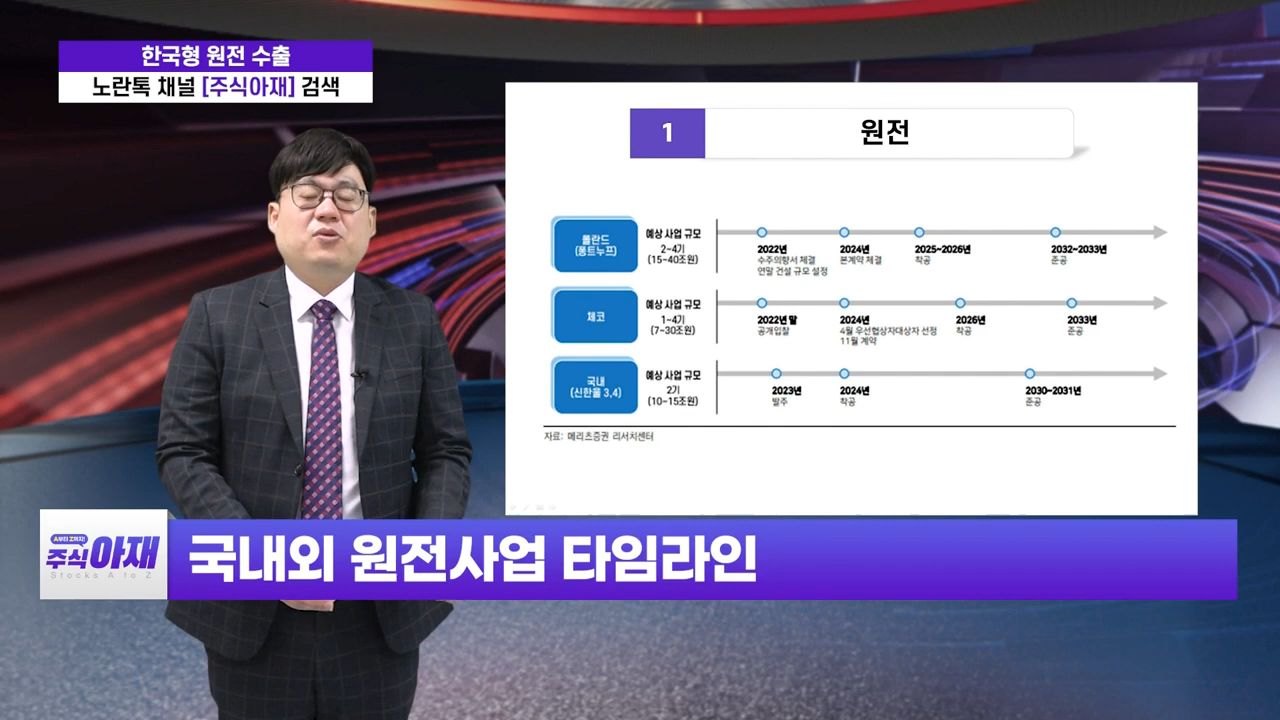 한국형 원전 수출
노란톡 채널 [주식아재] 검색
1
원전
폴란드
(퐁트누프)
예상 사업 규모
2~4기
(15~40조원)
2022년
수주의향서 체결
연말 건설 규모 설정
2024년
본계약 체결
2025~2026년
착공
2032~2033년
준공
체코
예상 사업 규모
1~4기
(7~30조원)
2022년 말
공개입찰
2024년
4월 우선협상자대상자 선정
11월 계약
2026년
착공
2033년
준공
국내
(신한울 3,4)
예상 사업 규모
2기
(10~15조원)
2023년
발주
2024년
착공
2030~2031년
준공
자료: 메리츠증권 리서치센터
A부터 Z까지!
주식아재
Stocks A to Z
국내외 원전사업 타임라인